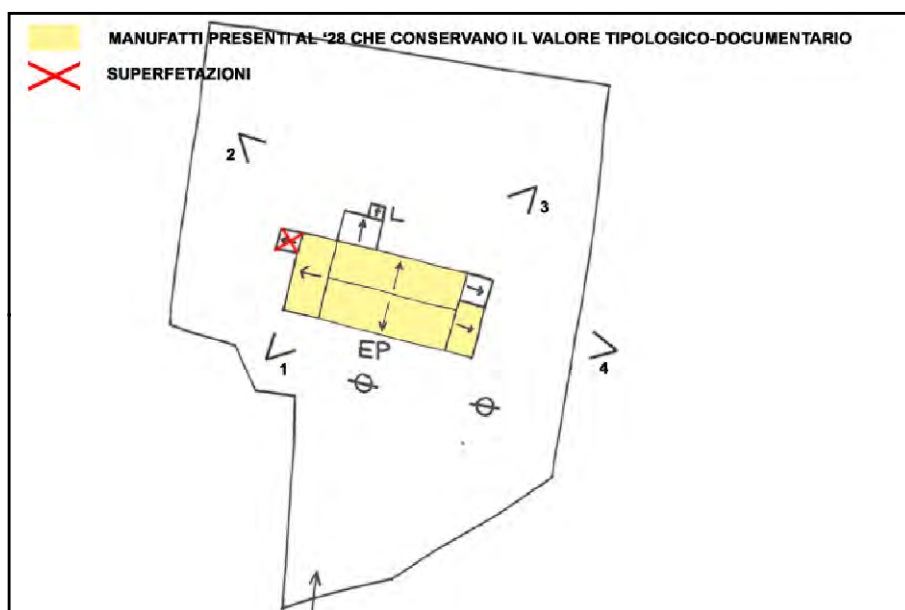 MANUFATTI PRESENTI AL '28 CHE CONSERVANO IL VALORE TIPOLOGICO-DOCUMENTARIO
SUPERFETAZIONI
2
3
L
EP
1
4